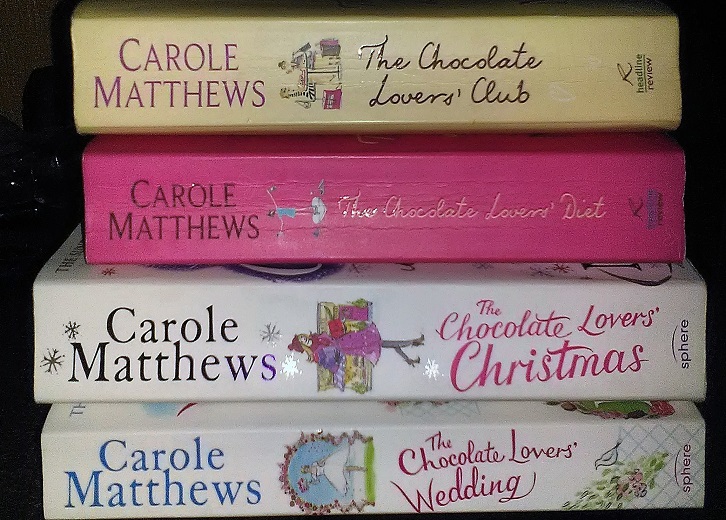 CAROLE
MATTHEWS
The Chocolate
Lovers' Club
headline
review
CAROLE
MATTHEWS
The Chocolate Lovers' Diet
review
Carole
Matthews
The
Chocolate Lovers'
Christmas
sphere
Carole
Matthews
The
Chocolate Lovers'
Wedding
sphere